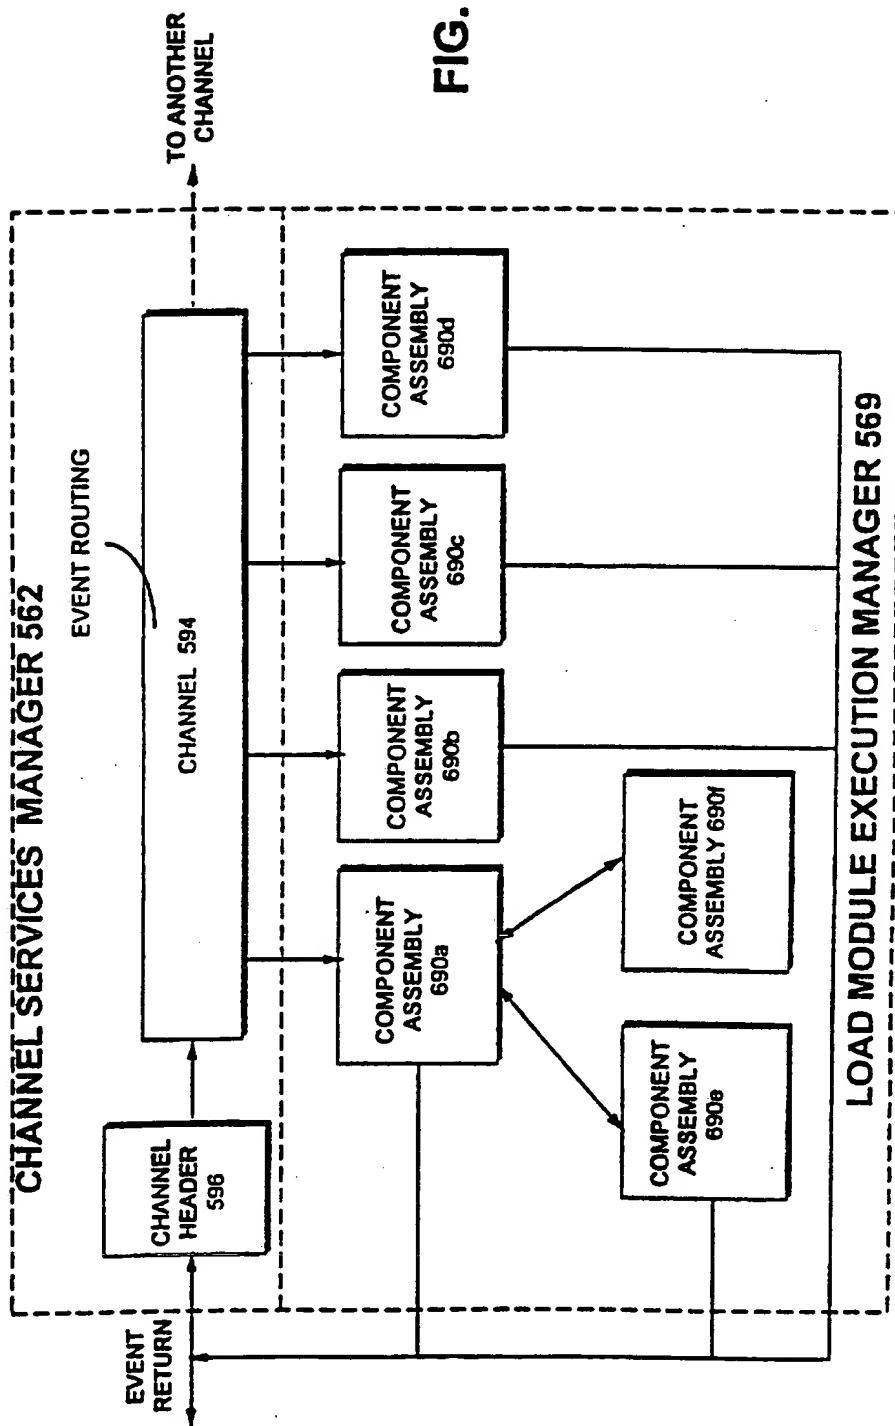 CHANNEL SERVICES MANAGER 562
EVENT ROUTING
TO ANOTHER
CHANNEL
FIG.
CHANNEL
HEADER
596
CHANNEL 594
EVENT
RETURN
COMPONENT
ASSEMBLY
690a
COMPONENT
ASSEMBLY
690b
COMPONENT
ASSEMBLY
690c
COMPONENT
ASSEMBLY
690d
COMPONENT
ASSEMBLY
690e
COMPONENT
ASSEMBLY 690f
LOAD MODULE EXECUTION MANAGER 569